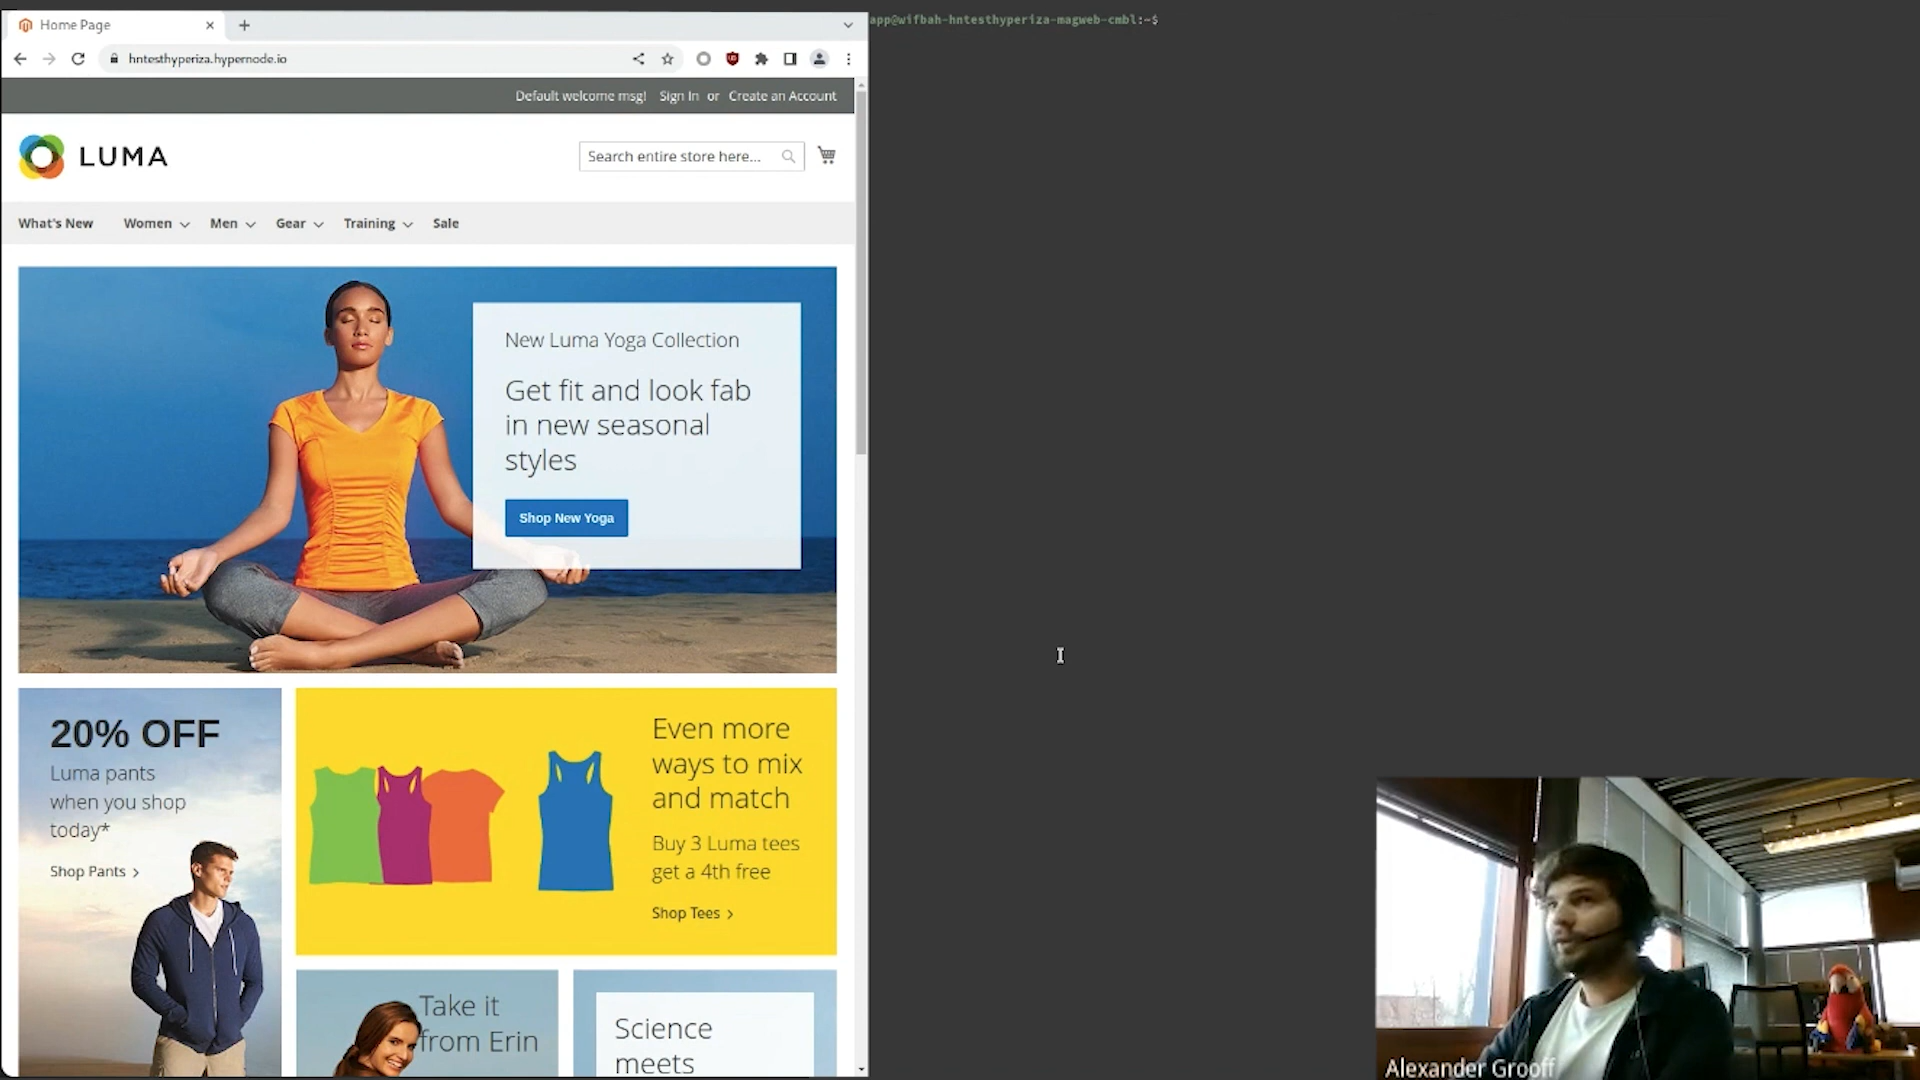 Home Page
app@wifbah-hntesthyperiza-magweb-cmbl:~$
hntesthyperiza.hypernode.io
Default welcome msg! Sign In or Create an Account
LUMA
Search entire store here...
What's New Women Men Gear Training Sale
New Luma Yoga Collection
Get fit and look fab
in new seasonal
styles
Shop New Yoga
20% OFF
Luma pants
when you shop
today*
Shop Pants >
Even more
ways to mix
and match
Buy 3 Luma tees
get a 4th free
Shop Tees >
Take it
from Erin
Science
meets
Alexander Grooff